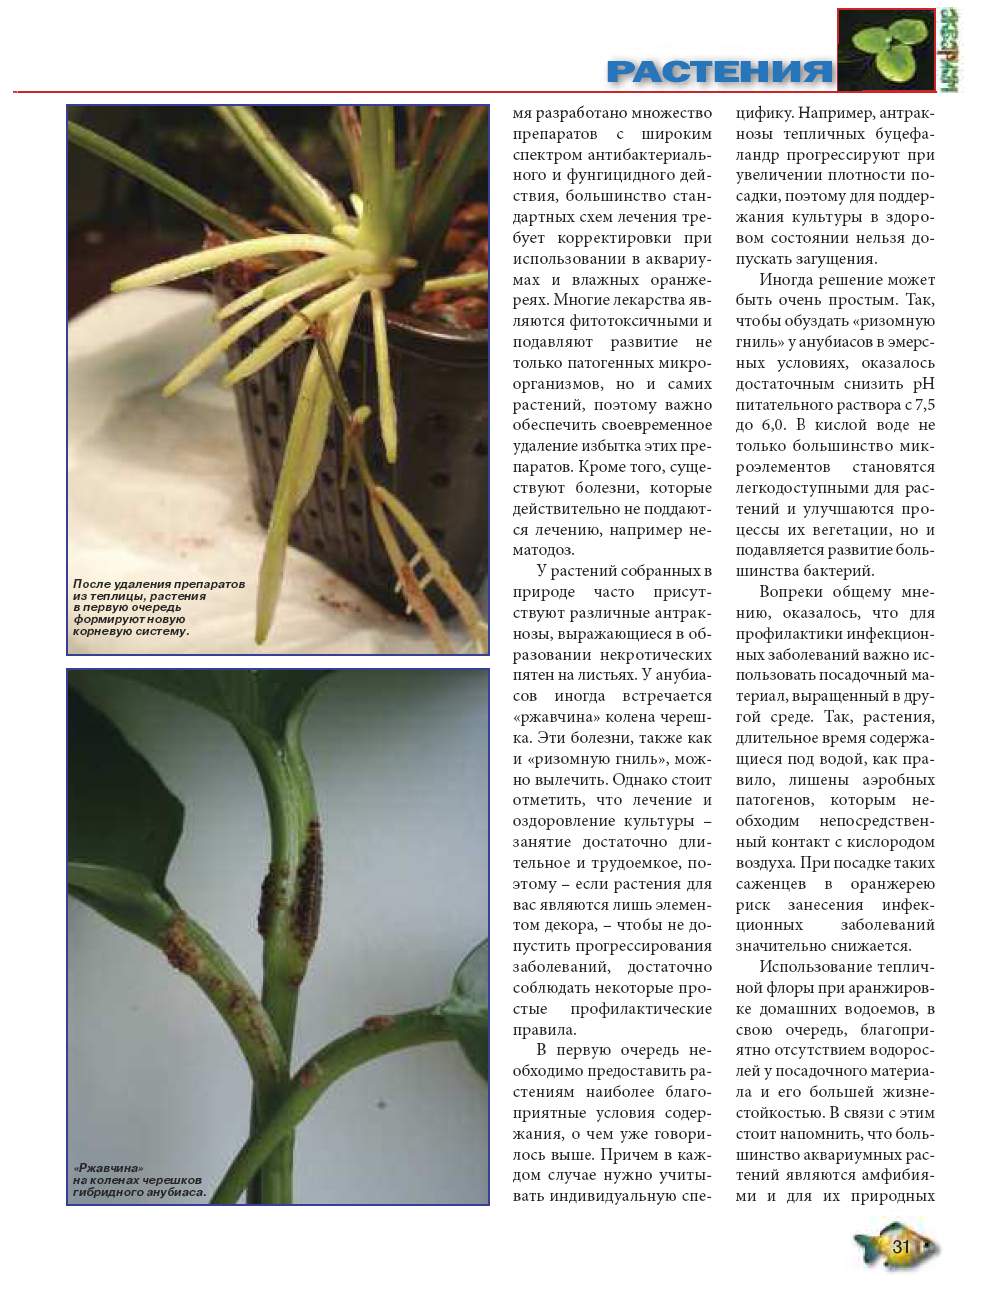 РАСТЕНИЯ
После удаления препаратов
из теплицы, растения
в первую очередь
формируют новую
корневую систему.
«Ржавчина»
на коленах черешков
гибридного анубиаса.
мя разработано множество
препаратов с широким
спектром антибактериаль-
ного и фунгицидного дей-
ствия, большинство стан-
дартных схем лечения тре-
бует корректировки при
использовании в аквариу-
мах и влажных оранже-
реях. Многие лекарства яв-
ляются фитотоксичными и
подавляют развитие не
только патогенных микро-
организмов, но и самих
растений, поэтому важно
обеспечить своевременное
удаление избытка этих пре-
паратов. Кроме того, суще-
ствуют болезни, которые
действительно не поддают-
ся лечению, например не-
матодоз.
У растений собранных в
природе часто присут-
ствуют различные антрак-
нозы, выражающиеся в об-
разовании некротических
пятен на листьях. У анубиа-
сов иногда встречается
«ржавчина» колена череш-
ка. Эти болезни, также как
и «ризомную гниль», мож-
но вылечить. Однако стоит
отметить, что лечение и
оздоровление культуры –
занятие достаточно дли-
тельное и трудоемкое, по-
этому – если растения для
вас являются лишь элемен-
том декора, – чтобы не до-
пустить прогрессирования
заболеваний, достаточно
соблюдать некоторые про-
стые профилактические
правила.
В первую очередь не-
обходимо предоставить ра-
стениям наиболее благо-
приятные условия содер-
жания, о чем уже говори-
лось выше. Причем в каж-
дом случае нужно учиты-
вать индивидуальную спе-
цифику. Например, антрак-
нозы тепличных буцефа-
ландр прогрессируют при
увеличении плотности по-
садки, поэтому для поддер-
жания культуры в здоро-
вом состоянии нельзя до-
пускать загущения.
Иногда решение может
быть очень простым. Так,
чтобы обуздать «ризомную
гниль» у анубиасов в эмерс-
ных условиях, оказалось
достаточным снизить pH
питательного раствора с 7,5
до 6,0. В кислой воде не
только большинство мик-
роэлементов становятся
легкодоступными для рас-
тений и улучшаются про-
цессы их вегетации, но и
подавляется развитие боль-
шинства бактерий.
Вопреки общему мне-
нию, оказалось, что для
профилактики инфекцион-
ных заболеваний важно ис-
пользовать посадочный ма-
териал, выращенный в дру-
гой среде. Так, растения,
длительное время содержа-
щиеся под водой, как пра-
вило, лишены аэробных
патогенов, которым не-
обходим непосредствен-
ный контакт с кислородом
воздуха. При посадке таких
саженцев в оранжерею
риск занесения инфек-
ционных заболеваний
значительно снижается.
Использование теплич-
ной флоры при аранжиров-
ке домашних водоемов, в
свою очередь, благопри-
ятно отсутствием водорос-
лей у посадочного материа-
ла и его большей жизне-
стойкостью. В связи с этим
стоит напомнить, что боль-
шинство аквариумных рас-
тений являются амфибия-
ми и для их природных
31